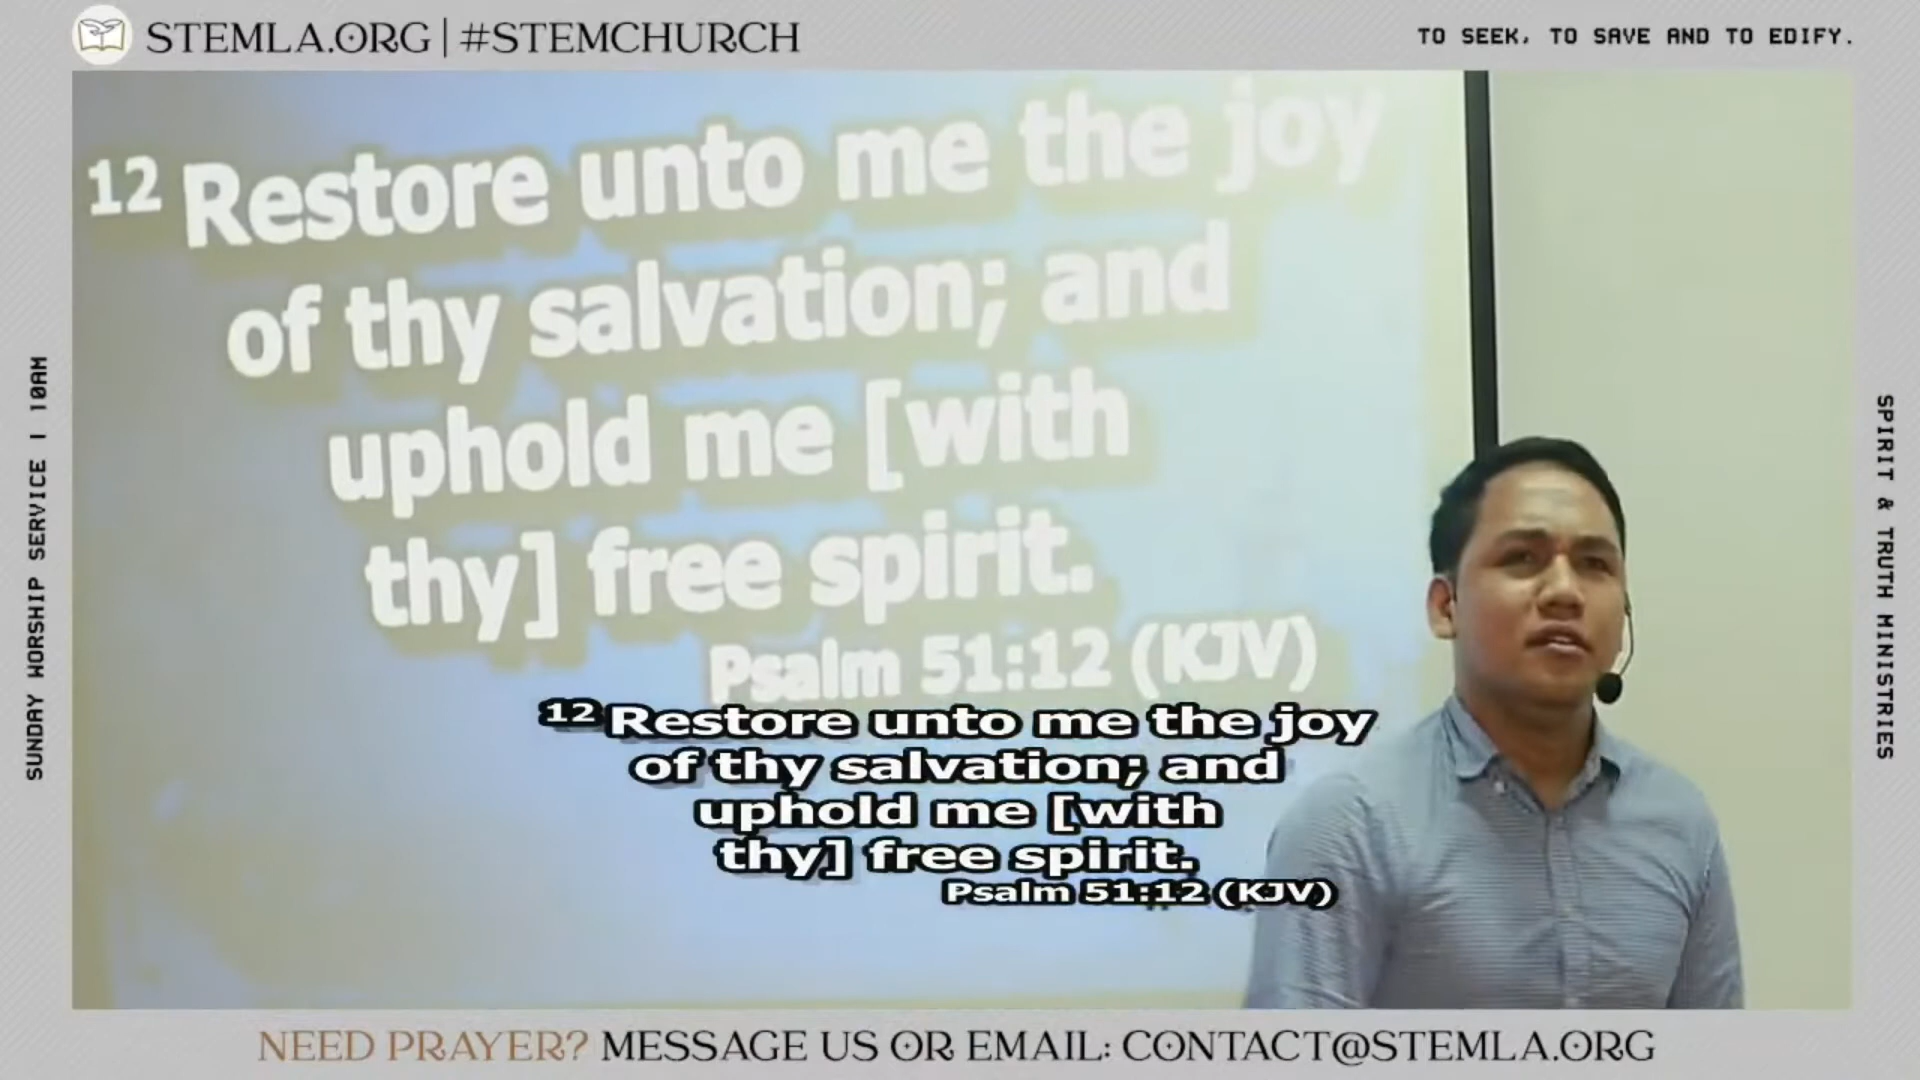 STEMLA.ORG | #STEMCHURCH
TO SEEK, TO SAVE AND TO EDIFY.
12 Restore unto me the joy
of thy salvation; and
uphold me [with
thy] free spirit.
Psalm 51:12 (KJV)
12 Restore unto me the joy
of thy salvation; and
uphold me [with
thy] free spirit.
Psalm 51:12 (KJV)
SUNDAY WORSHIP SERVICE | 10AM
SPIRIT & TRUTH MINISTRIES
NEED PRAYER? MESSAGE US OR EMAIL: CONTACT@STEMLA.ORG